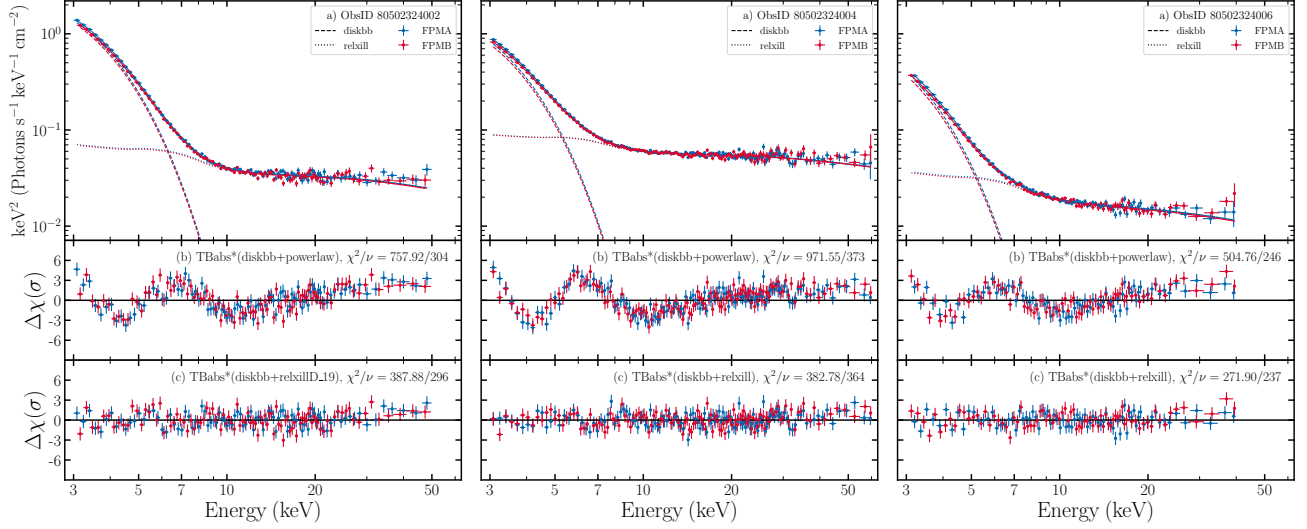 keV² (Photons s⁻¹ keV⁻¹ cm⁻²)
10⁰
10⁻¹
10⁻²
a) ObsID 80502324002
diskbb
FPMA
relxill
FPMB
a) ObsID 80502324004
diskbb
FPMA
relxill
FPMB
a) ObsID 80502324006
diskbb
FPMA
relxill
FPMB
Δχ(σ)
6
3
0
-3
-6
(b) TBabs*(diskbb+powerlaw), χ²/ν = 757.92/304
(b) TBabs*(diskbb+powerlaw), χ²/ν = 971.55/373
(b) TBabs*(diskbb+powerlaw), χ²/ν = 504.76/246
Δχ(σ)
6
3
0
-3
-6
(c) TBabs*(diskbb+relxillD_19), χ²/ν = 387.88/296
(c) TBabs*(diskbb+relxill), χ²/ν = 382.78/364
(c) TBabs*(diskbb+relxill), χ²/ν = 271.90/237
3 5 7 10 20 50
3 5 7 10 20 50
3 5 7 10 20 50
Energy (keV)
Energy (keV)
Energy (keV)